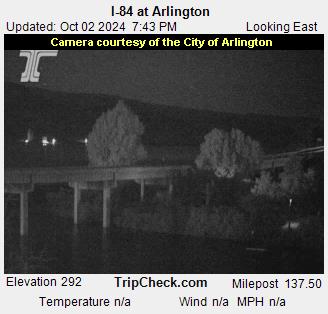 I-84 at Arlington
Updated: Oct 02 2024 7:43 PM Looking East
Camera courtesy of the City of Arlington
Elevation 292 TripCheck.com Milepost 137.50
Temperature n/a Wind n/a MPH n/a